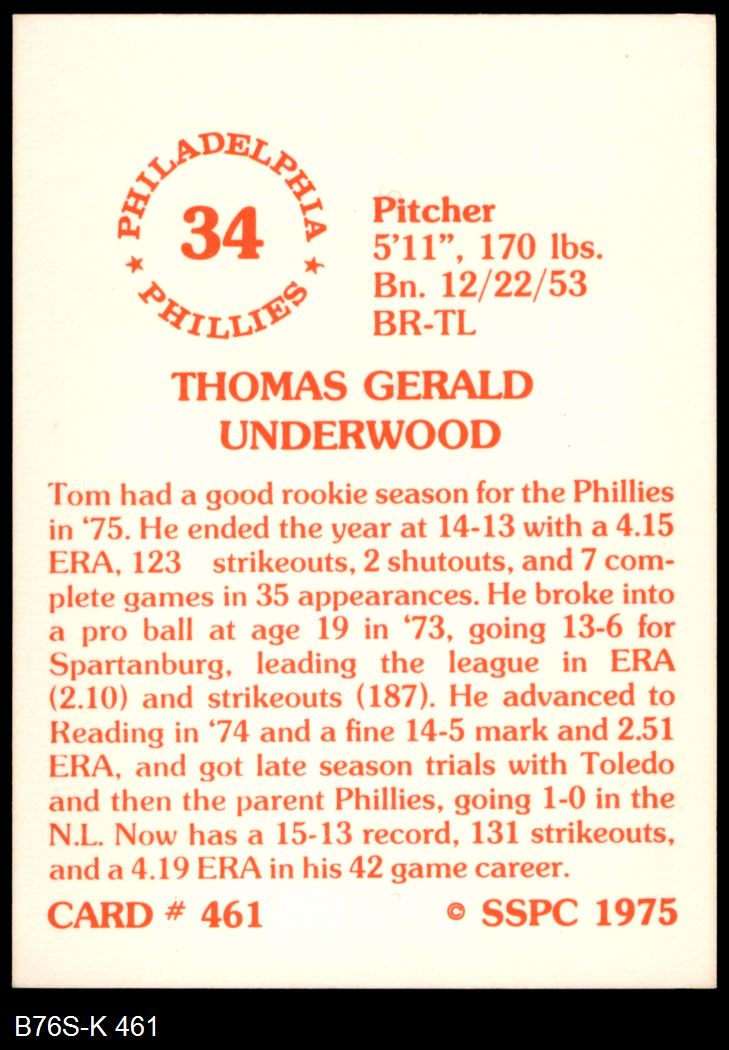 PHILADELPHIA
34
★ PHILLIES ★
Pitcher
5'11”, 170 lbs.
Bn. 12/22/53
BR-TL
THOMAS GERALD
UNDERWOOD
Tom had a good rookie season for the Phillies
in ‘75. He ended the year at 14-13 with a 4.15
ERA, 123 strikeouts, 2 shutouts, and 7 com-
plete games in 35 appearances. He broke into
a pro ball at age 19 in ‘73, going 13-6 for
Spartanburg, leading the league in ERA
(2.10) and strikeouts (187). He advanced to
Reading in ‘74 and a fine 14-5 mark and 2.51
ERA, and got late season trials with Toledo
and then the parent Phillies, going 1-0 in the
N.L. Now has a 15-13 record, 131 strikeouts,
and a 4.19 ERA in his 42 game career.
CARD # 461
© SSPC 1975
B76S-K 461